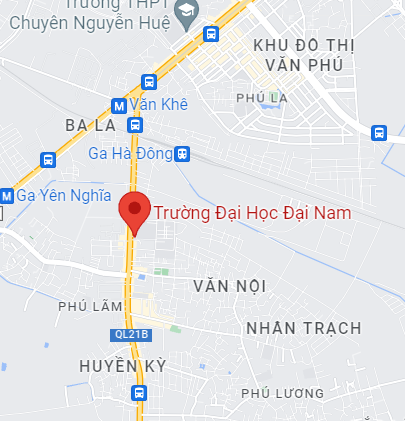 Trường THPT
Chuyên Nguyễn Huệ
KHU ĐÔ THỊ
VĂN PHÚ
PHÚ LA
M Văn Khê
BA LA
Ga Hà Đông
M Ga Yên Nghĩa
Trường Đại Học Đại Nam
VĂN NỘI
PHÚ LÃM
NHÂN TRẠCH
QL21B
HUYỀN KỲ
PHÚ LƯƠNG